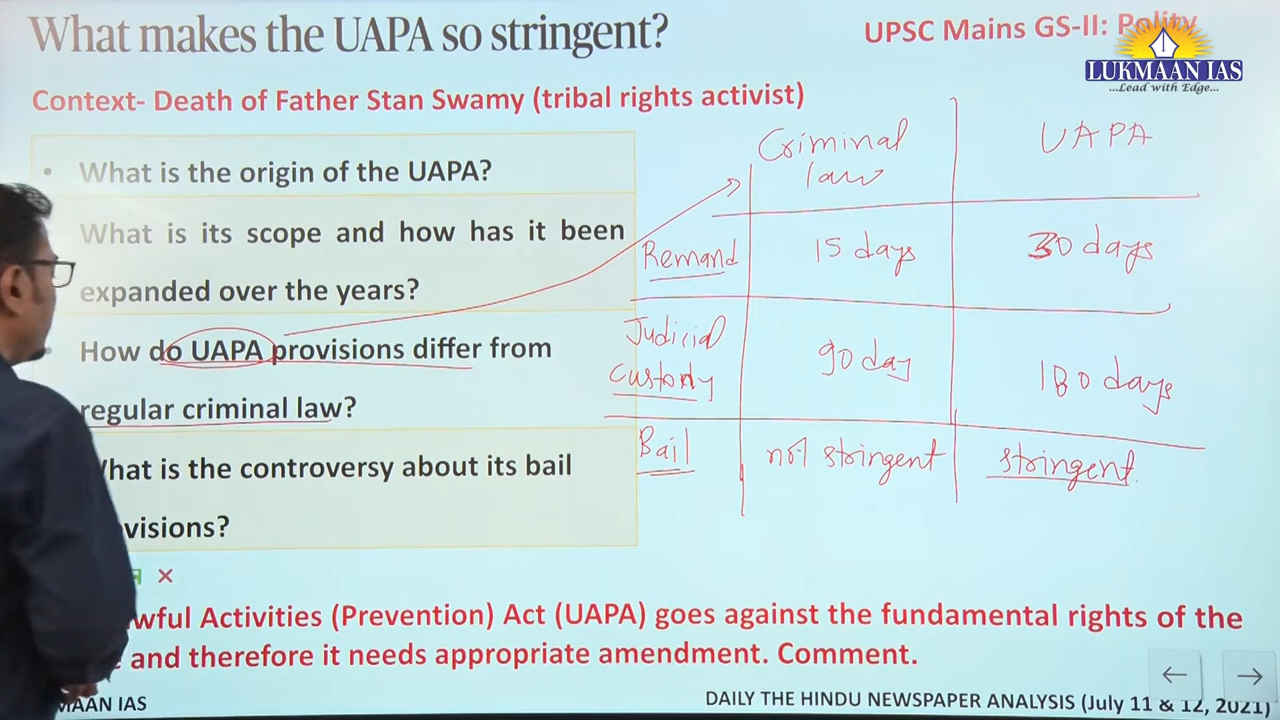 What makes the UAPA so stringent?
UPSC Mains GS-II: Polity
LUKMAAN IAS
...Lead with Edge...
Context- Death of Father Stan Swamy (tribal rights activist)
• What is the origin of the UAPA?
What is its scope and how has it been
expanded over the years?
How do UAPA provisions differ from
regular criminal law?
What is the controversy about its bail
visions?
Criminal law
UAPA
Remand 15 days 30 days
Judicial Custody 90 day 180 days
Bail not stringent stringent.
wful Activities (Prevention) Act (UAPA) goes against the fundamental rights of the
and therefore it needs appropriate amendment. Comment.
MAAN IAS
DAILY THE HINDU NEWSPAPER ANALYSIS (July 11 & 12, 2021)